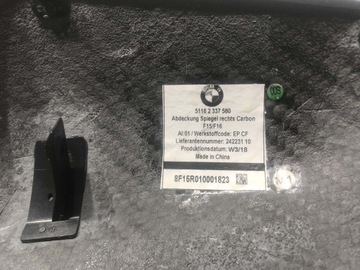 5116 2 337 580
Abdeckung Spiegel rechts Carbon
F15/F16
AI:01 / Werkstoffcode: EP CF
Lieferantennummer: 242231 10
Produktionsdatum: W3/18
Made in China
8F15R010001823